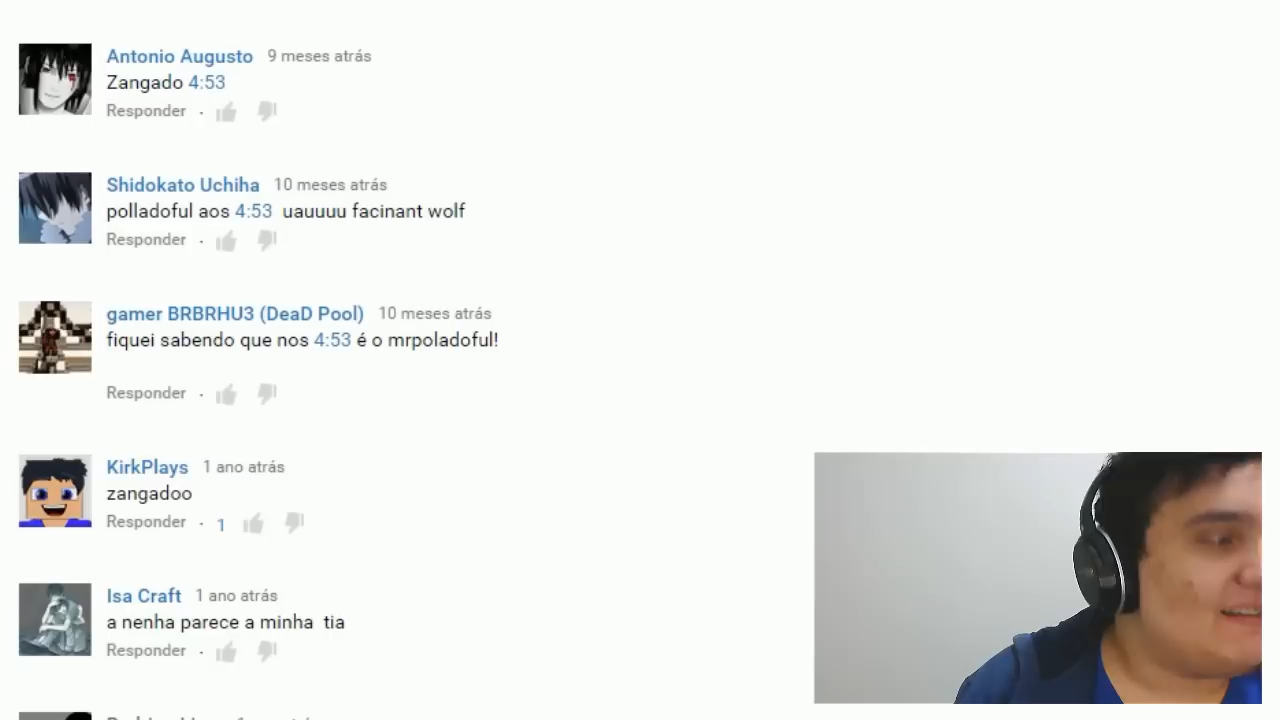 Antonio Augusto 9 meses atrás
Zangado 4:53
Responder ·
Shidokato Uchiha 10 meses atrás
polladoful aos 4:53 uauuuu facinant wolf
Responder ·
gamer BRBRHU3 (DeaD Pool) 10 meses atrás
fiquei sabendo que nos 4:53 é o mrpoladoful!
Responder ·
KirkPlays 1 ano atrás
zangadoo
Responder · 1
Isa Craft 1 ano atrás
a nenha parece a minha tia
Responder ·